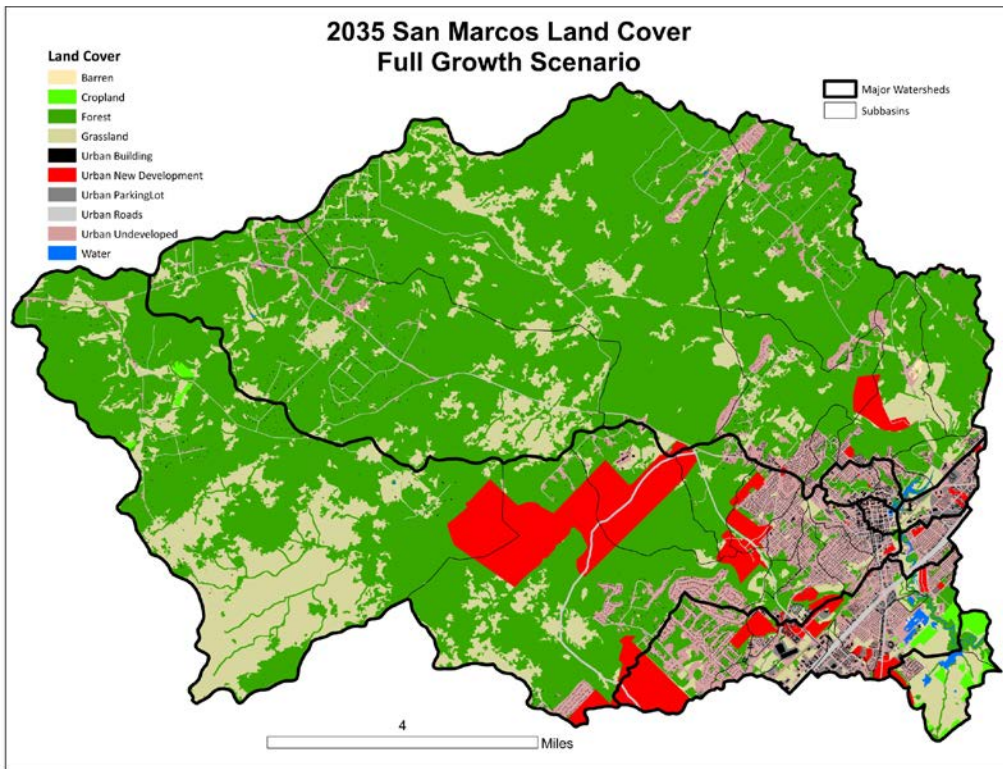 2035 San Marcos Land Cover
Full Growth Scenario
Land Cover
Barren
Cropland
Forest
Grassland
Urban Building
Urban New Development
Urban ParkingLot
Urban Roads
Urban Undeveloped
Water
Major Watersheds
Subbasins
4
Miles